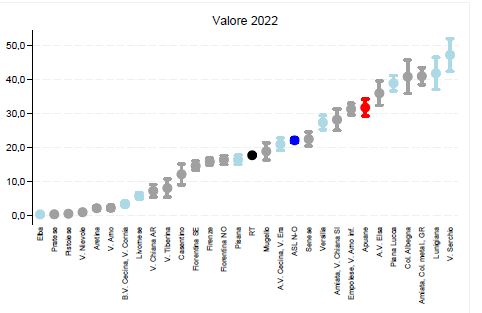 Valore 2022
50,0
40,0
30,0
20,0
10,0
0,0
Elba
Pratese
Pistoiese
V. Nievole
Aretina
V. Arno
B.V. Cecina, V. Cornia
Livornese
V. Chiana AR
V. Tiberina
Casentino
Fiorentina SE
Firenze
Fiorentina NO
Pisana
RT
Mugello
A.V. Cecina, V. Era
ASL N-O
Senese
Versilia
Amiata, V. Chiana SI
Empolese, V. Arno inf.
Apuane
A.V. Elsa
Piana Lucca
Col. Albegna
Amiata, Col. metal., GR
Lunigiana
V. Serchio